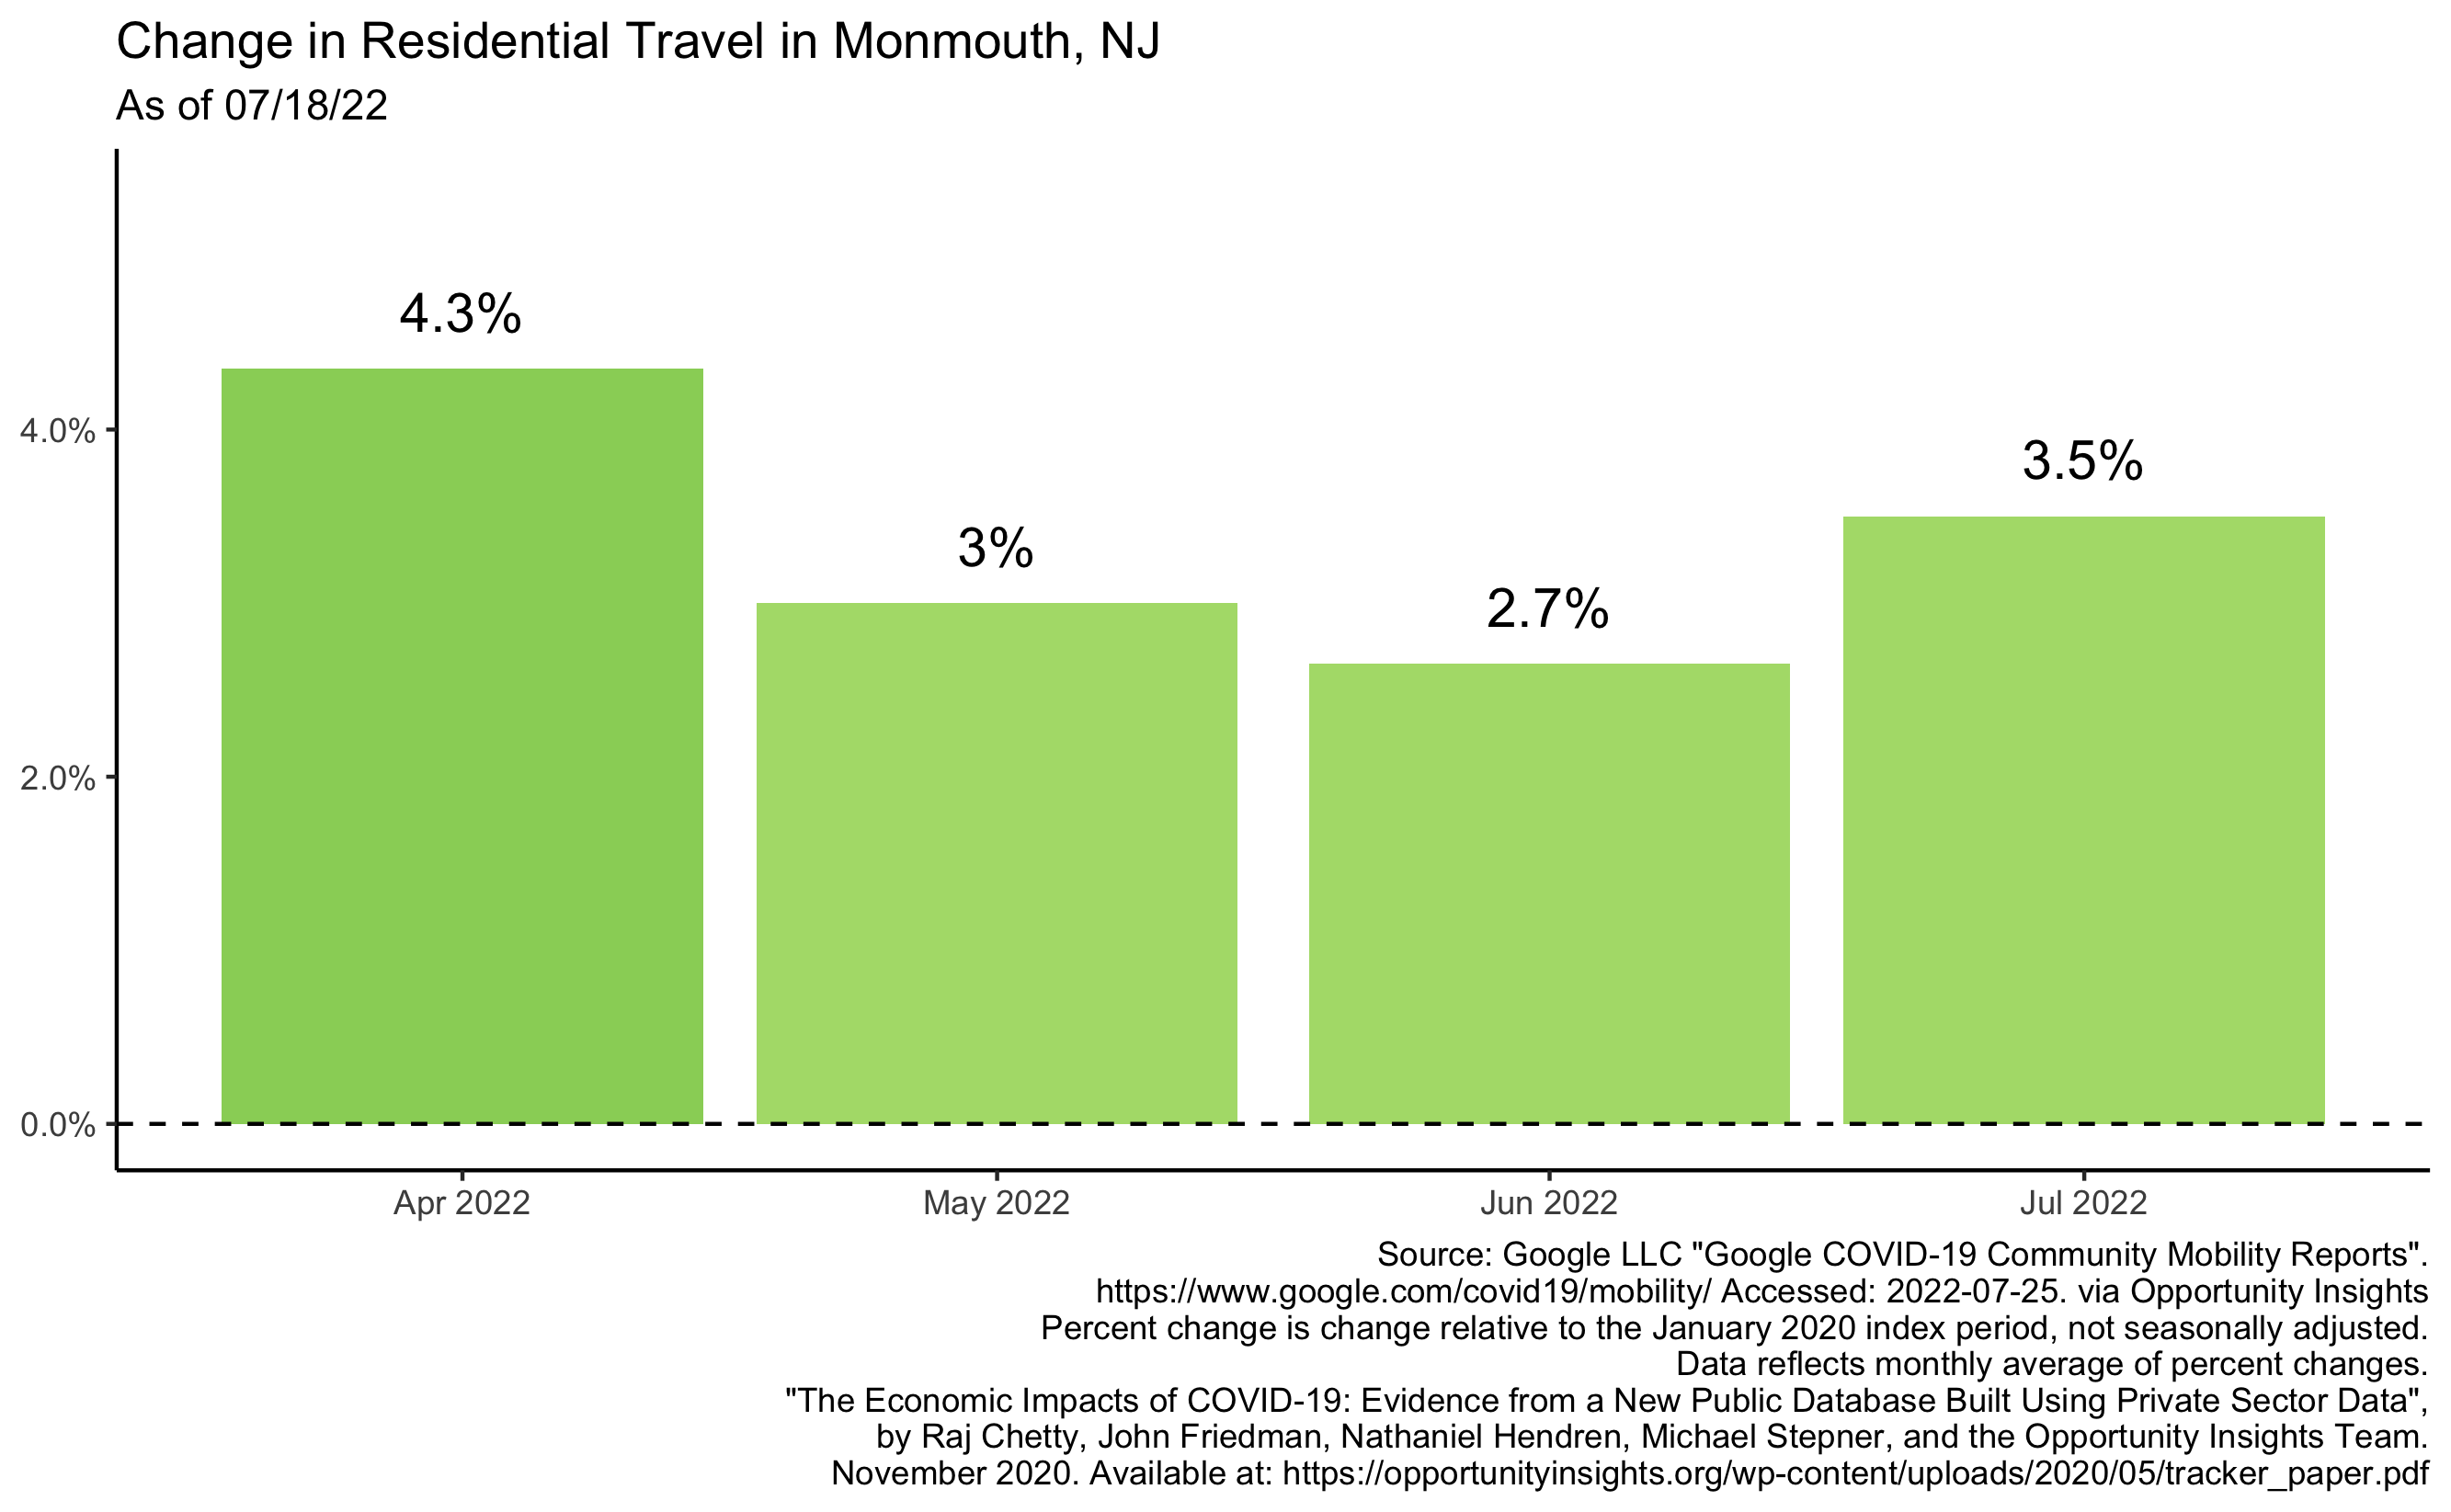 Change in Residential Travel in Monmouth, NJ
As of 07/18/22
4.3%
3%
2.7%
3.5%
4.0%
2.0%
0.0%
Apr 2022
May 2022
Jun 2022
Jul 2022
Source: Google LLC "Google COVID-19 Community Mobility Reports".
https://www.google.com/covid19/mobility/ Accessed: 2022-07-25. via Opportunity Insights
Percent change is change relative to the January 2020 index period, not seasonally adjusted.
Data reflects monthly average of percent changes.
"The Economic Impacts of COVID-19: Evidence from a New Public Database Built Using Private Sector Data",
by Raj Chetty, John Friedman, Nathaniel Hendren, Michael Stepner, and the Opportunity Insights Team.
November 2020. Available at: https://opportunityinsights.org/wp-content/uploads/2020/05/tracker_paper.pdf